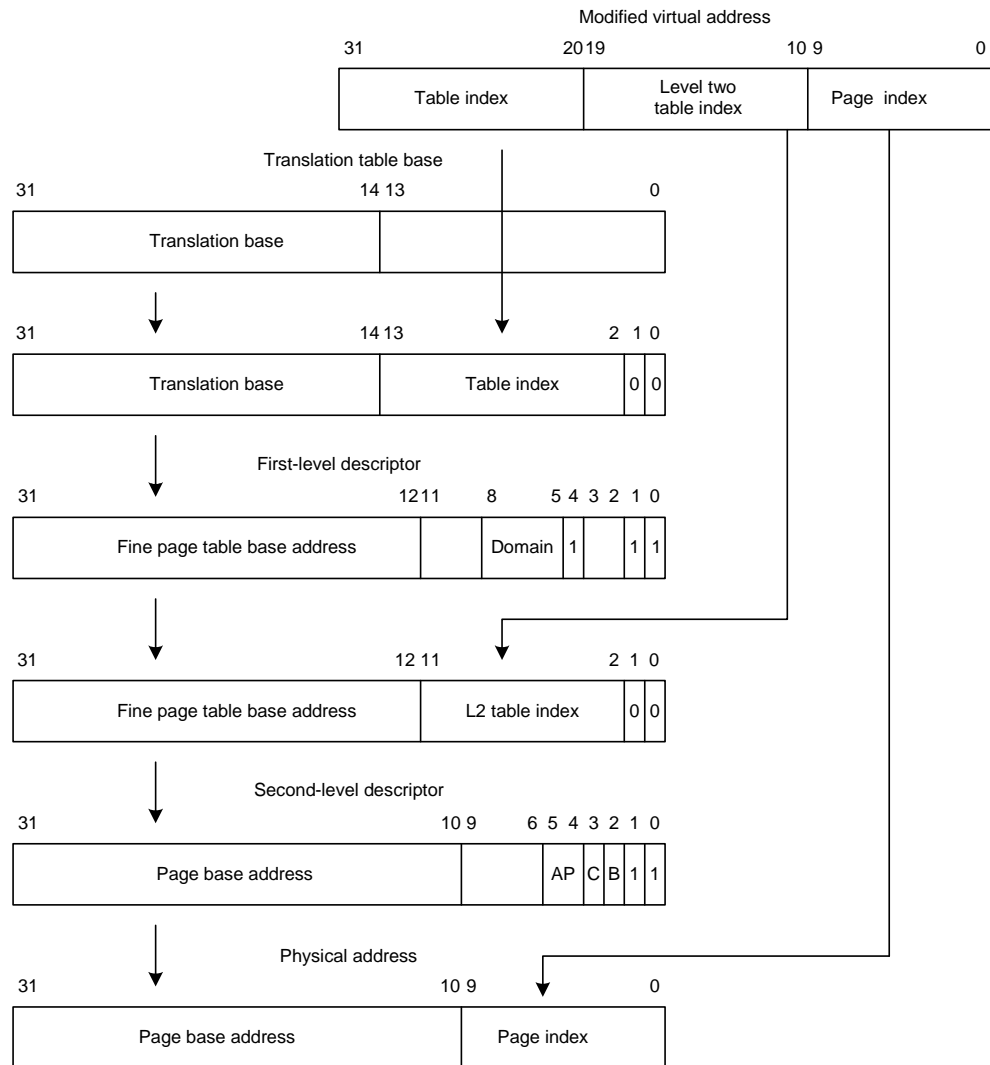 Modified virtual address
31 20 19 10 9 0
Table index
Level two
table index
Page index
Translation table base
31 14 13 0
Translation base
31 14 13 2 1 0
Translation base Table index 0 0
First-level descriptor
31 12 11 8 5 4 3 2 1 0
Fine page table base address Domain 1 1 1
31 12 11 2 1 0
Fine page table base address L2 table index 0 0
Second-level descriptor
31 10 9 6 5 4 3 2 1 0
Page base address AP C B 1 1
Physical address
31 10 9 0
Page base address Page index